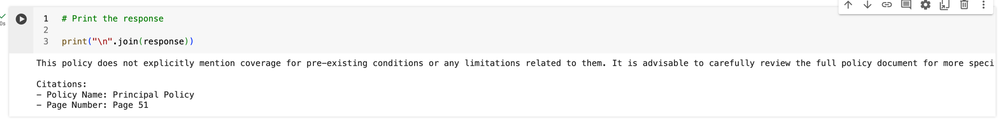 1 # Print the response
2
3 print("\n".join(response))
0s
This policy does not explicitly mention coverage for pre-existing conditions or any limitations related to them. It is advisable to carefully review the full policy document for more speci
Citations:
- Policy Name: Principal Policy
- Page Number: Page 51